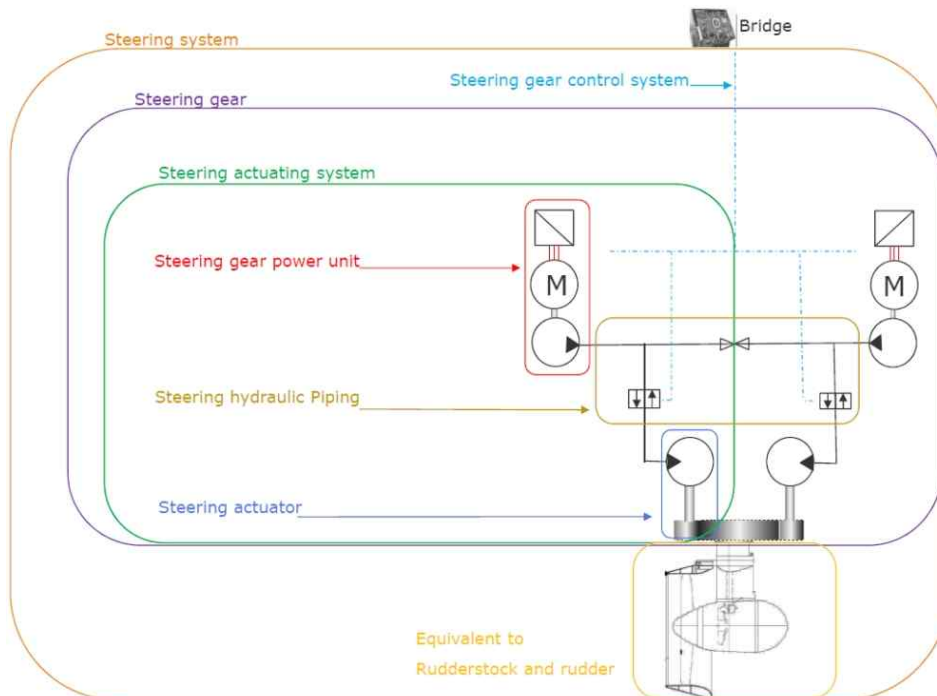 Bridge
Steering system
Steering gear control system
Steering gear
Steering actuating system
Steering gear power unit
M
M
Steering hydraulic Piping
Steering actuator
Equivalent to
Rudderstock and rudder